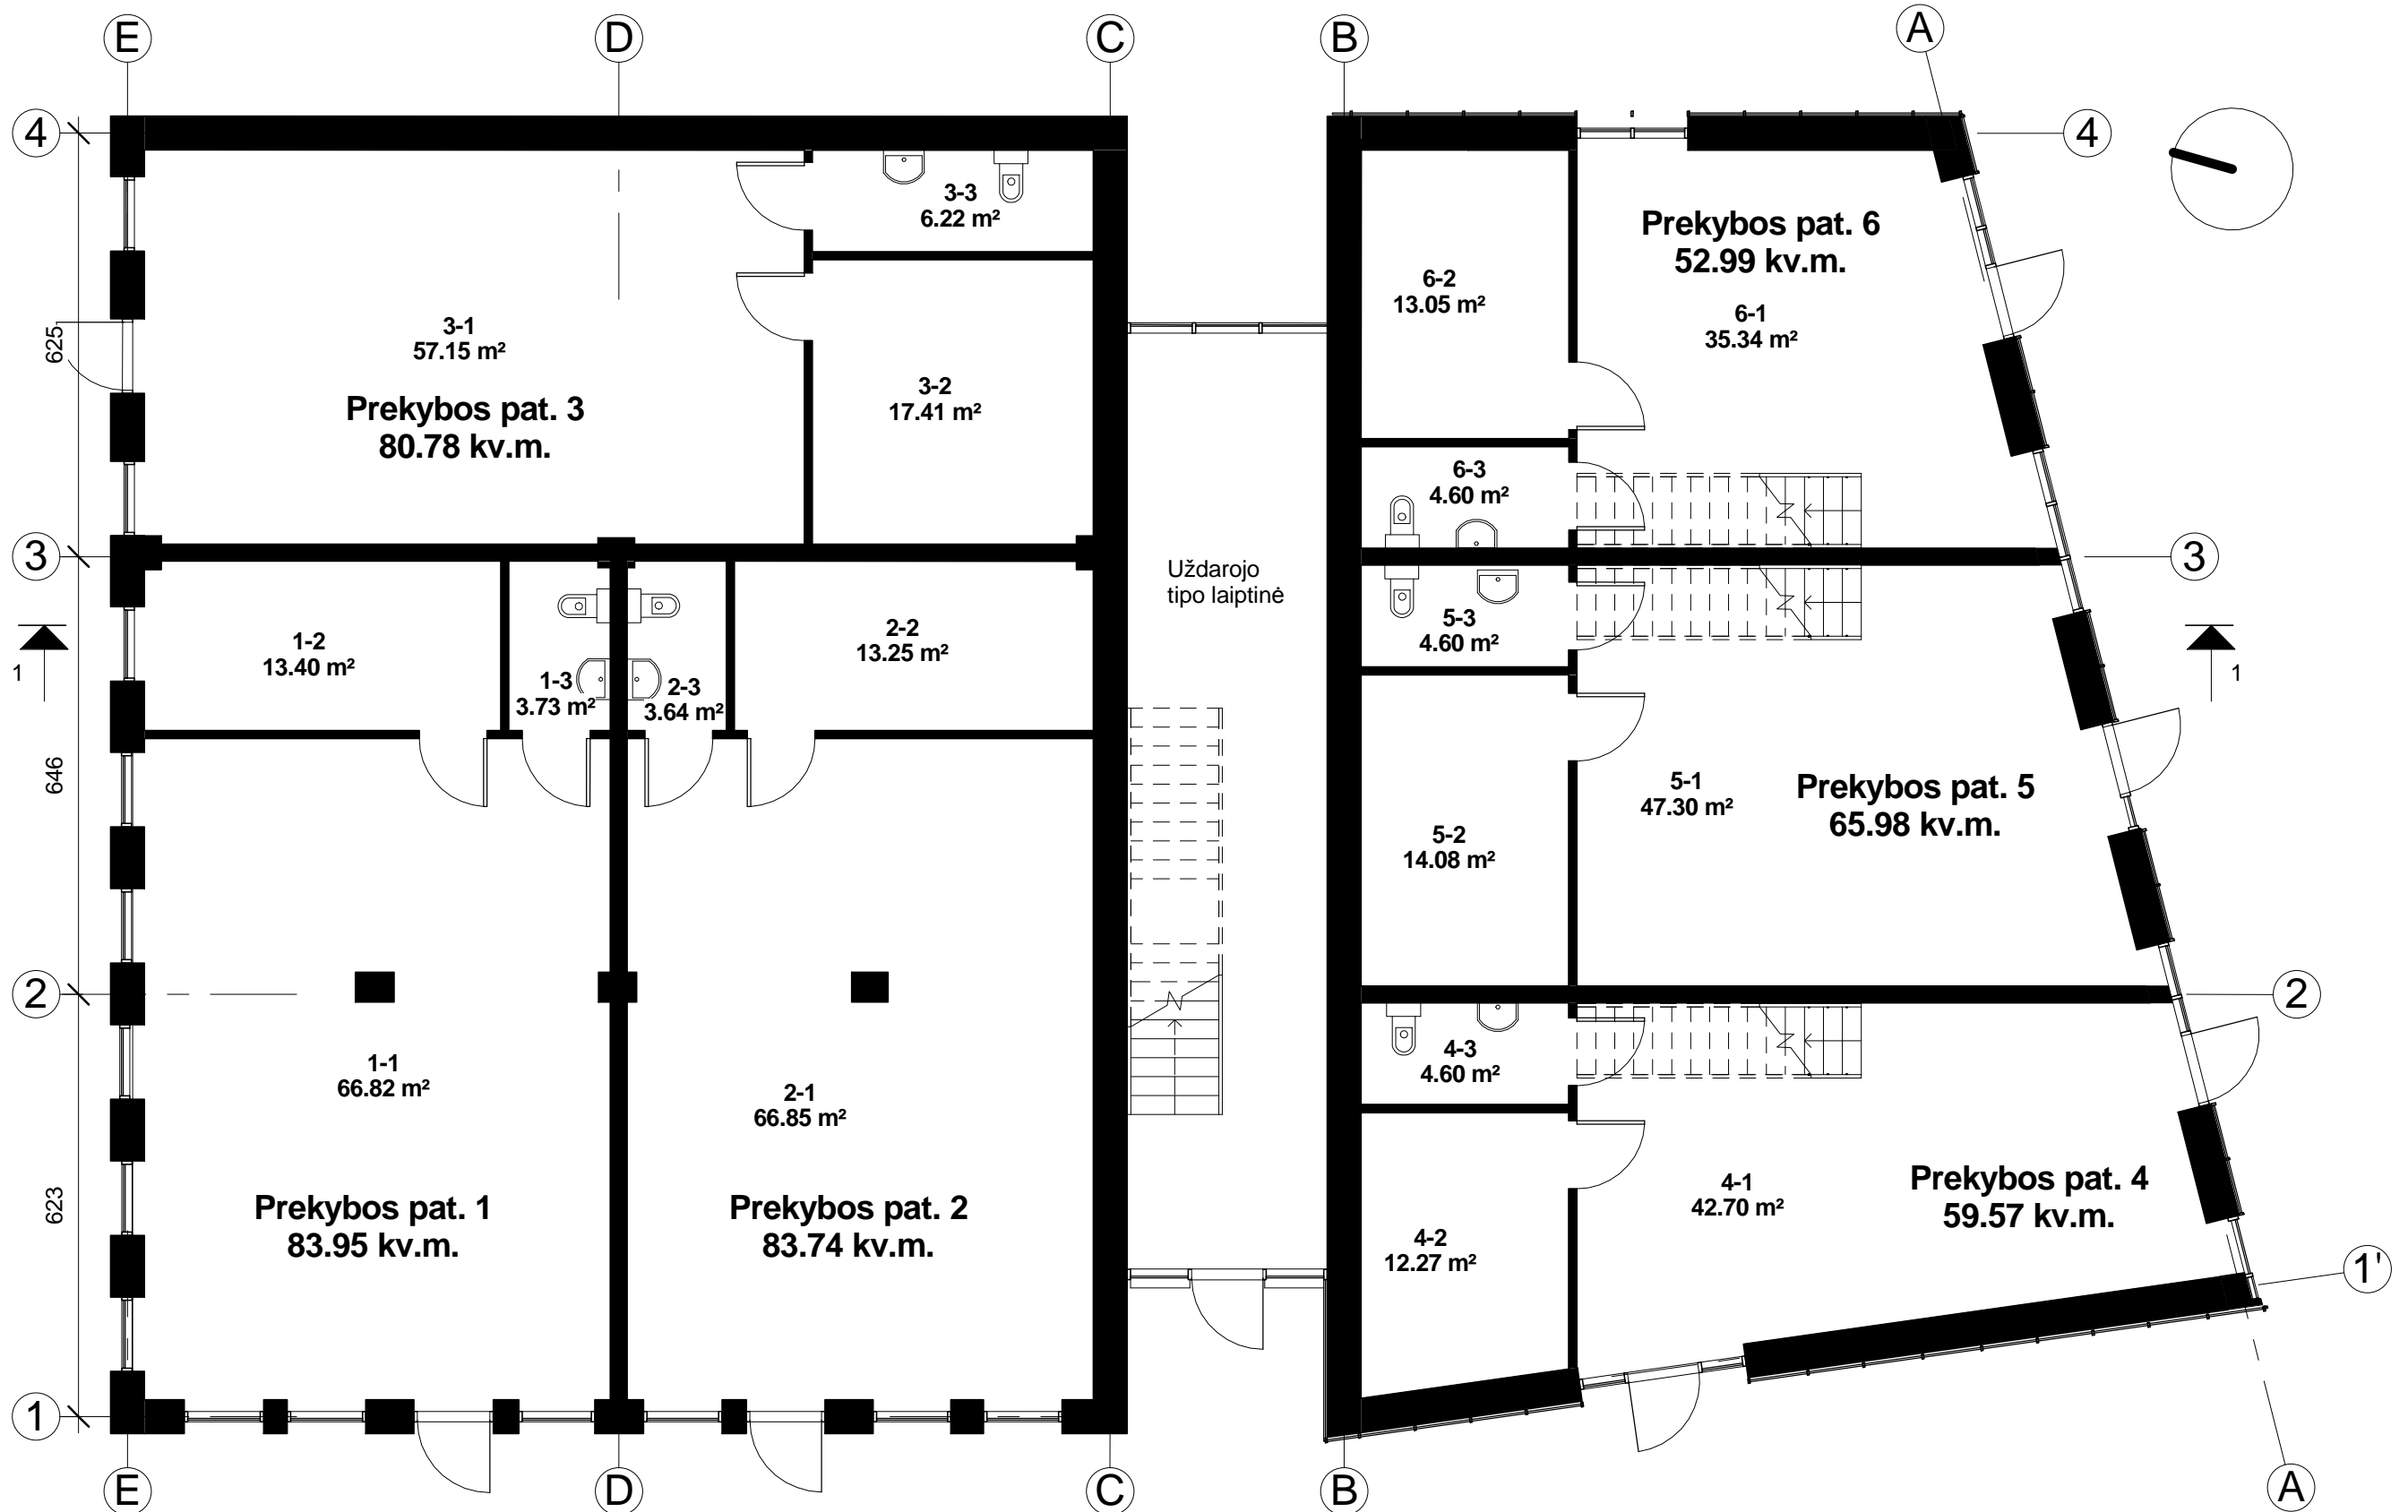 E
D
C
B
A
4
4
3-3
6.22 m²
Prekybos pat. 6
52.99 kv.m.
6-2
13.05 m²
6-1
35.34 m²
625
3-1
57.15 m²
3-2
17.41 m²
Prekybos pat. 3
80.78 kv.m.
6-3
4.60 m²
3
3
Uždarojo
tipo laiptinė
1-2
13.40 m²
1-3
3.73 m²
2-3
3.64 m²
2-2
13.25 m²
5-3
4.60 m²
1
1
646
5-1
47.30 m²
Prekybos pat. 5
65.98 kv.m.
5-2
14.08 m²
2
2
1-1
66.82 m²
2-1
66.85 m²
4-3
4.60 m²
623
Prekybos pat. 1
83.95 kv.m.
Prekybos pat. 2
83.74 kv.m.
4-1
42.70 m²
Prekybos pat. 4
59.57 kv.m.
4-2
12.27 m²
1'
1
E
D
C
B
A